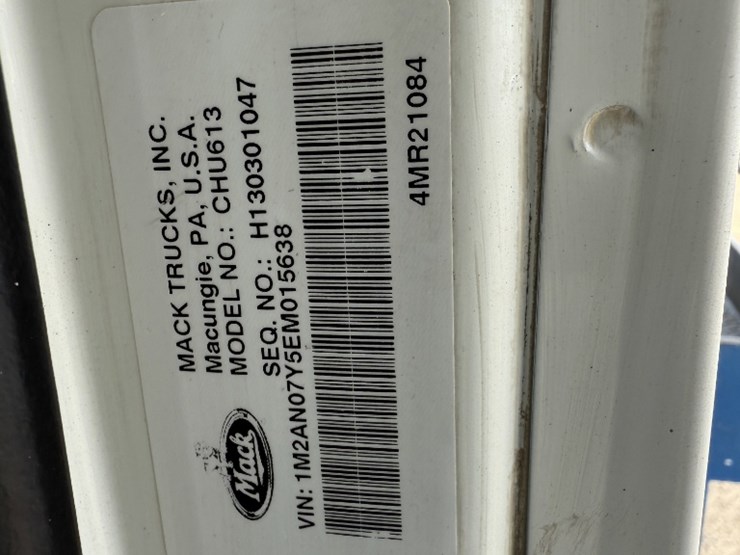 Mack
MACK TRUCKS, INC.
Macungie, PA, U.S.A.
MODEL NO.: CHU613
SEQ. NO.: H130301047
VIN: 1M2AN07Y5EM015638
4MR21084